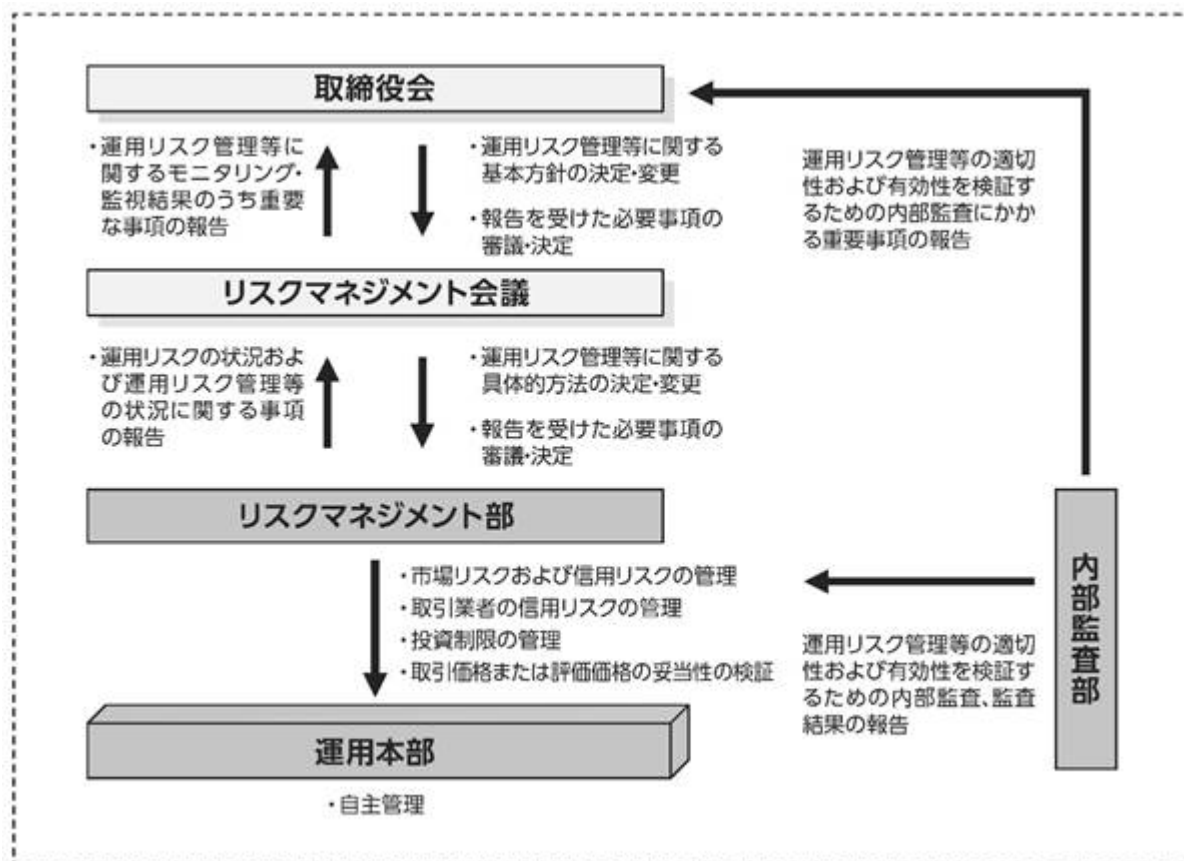 取締役会
・運用リスク管理等に
関するモニタリング・
監視結果のうち重要
な事項の報告
・運用リスク管理等に関する
基本方針の決定・変更
・報告を受けた必要事項の
審議・決定
運用リスク管理等の適切
性および有効性を検証す
るための内部監査にかか
る重要事項の報告
リスクマネジメント会議
・運用リスクの状況およ
び運用リスク管理等
の状況に関する事項
の報告
・運用リスク管理等に関する
具体的方法の決定・変更
・報告を受けた必要事項の
審議・決定
リスクマネジメント部
・市場リスクおよび信用リスクの管理
・取引業者の信用リスクの管理
・投資制限の管理
・取引価格または評価価格の妥当性の検証
内部監査部
運用リスク管理等の適切
性および有効性を検証す
るための内部監査、監査
結果の報告
運用本部
・自主管理